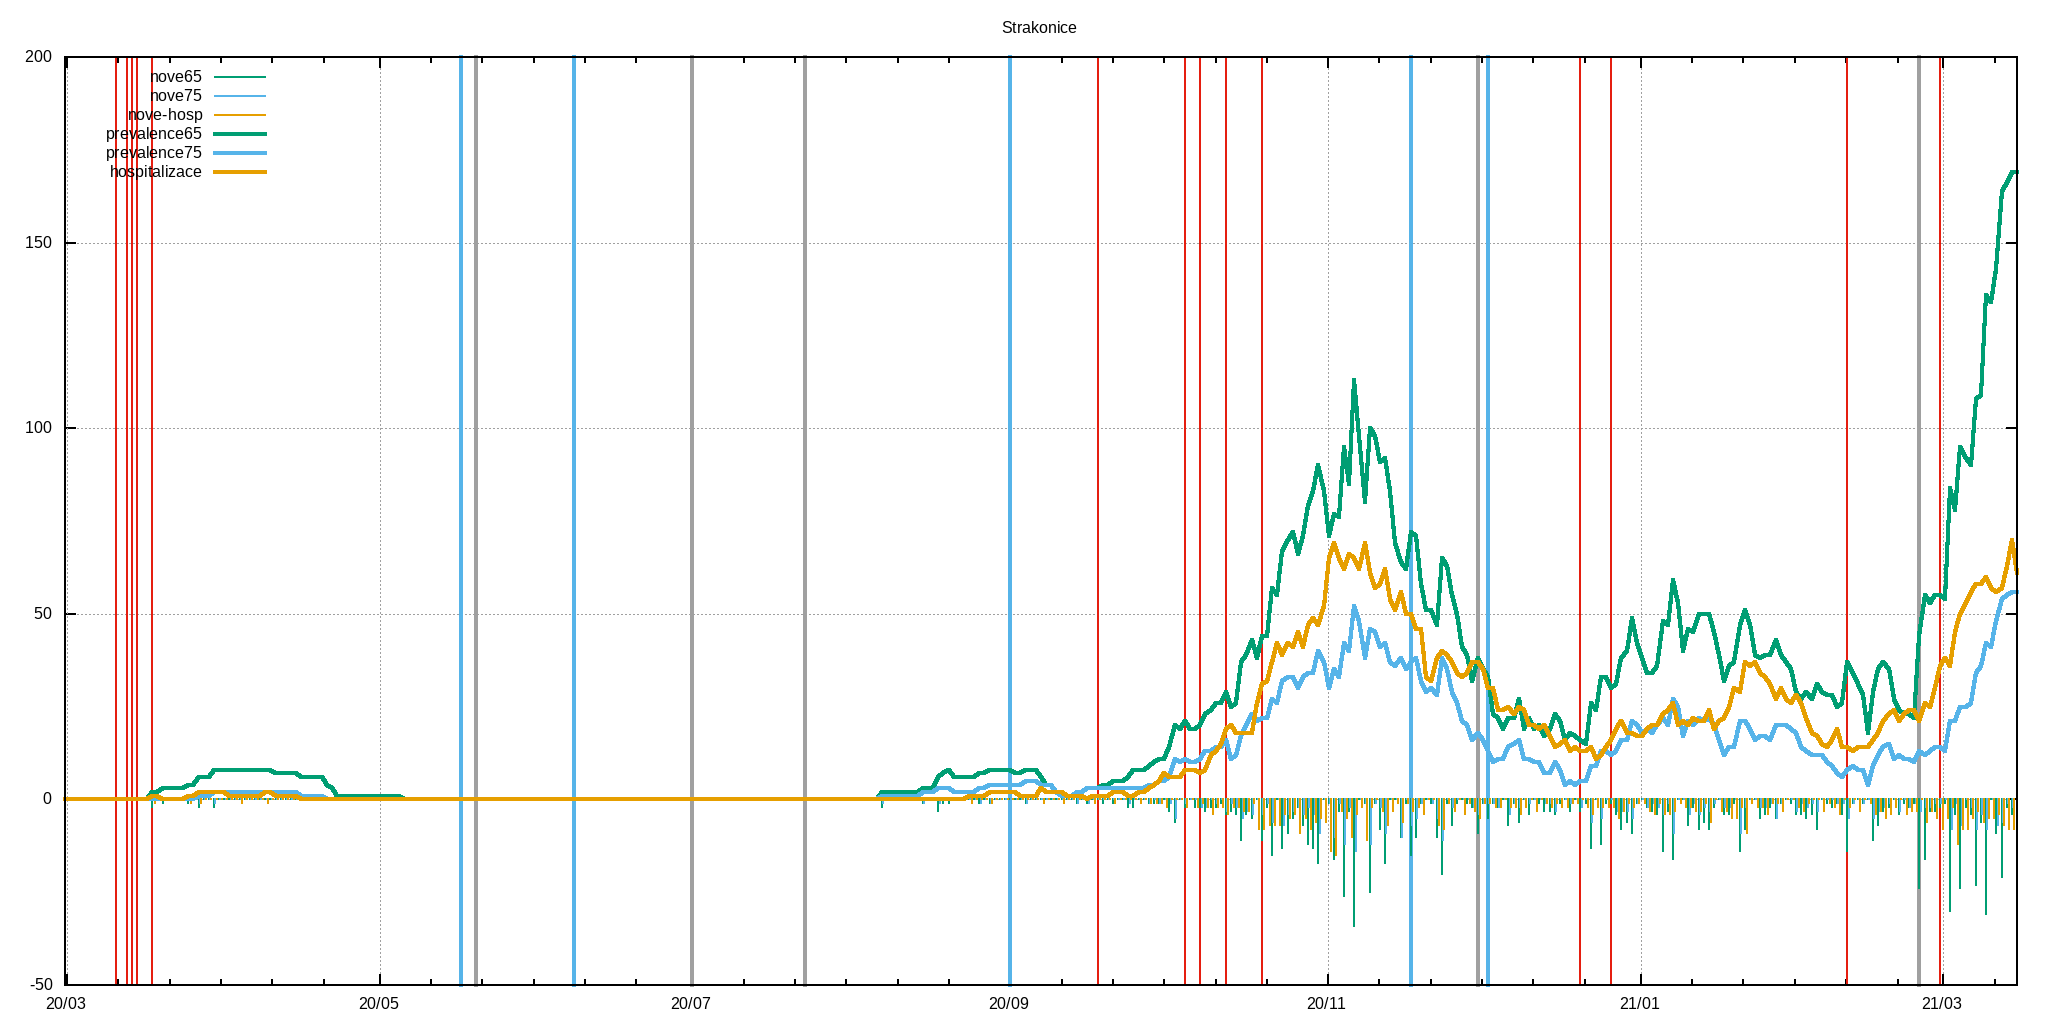 Strakonice
200
nove65
nove75
nove-hosp
prevalence65
prevalence75
hospitalizace
150
100
50
0
-50
20/03 20/05 20/07 20/09 20/11 21/01 21/03